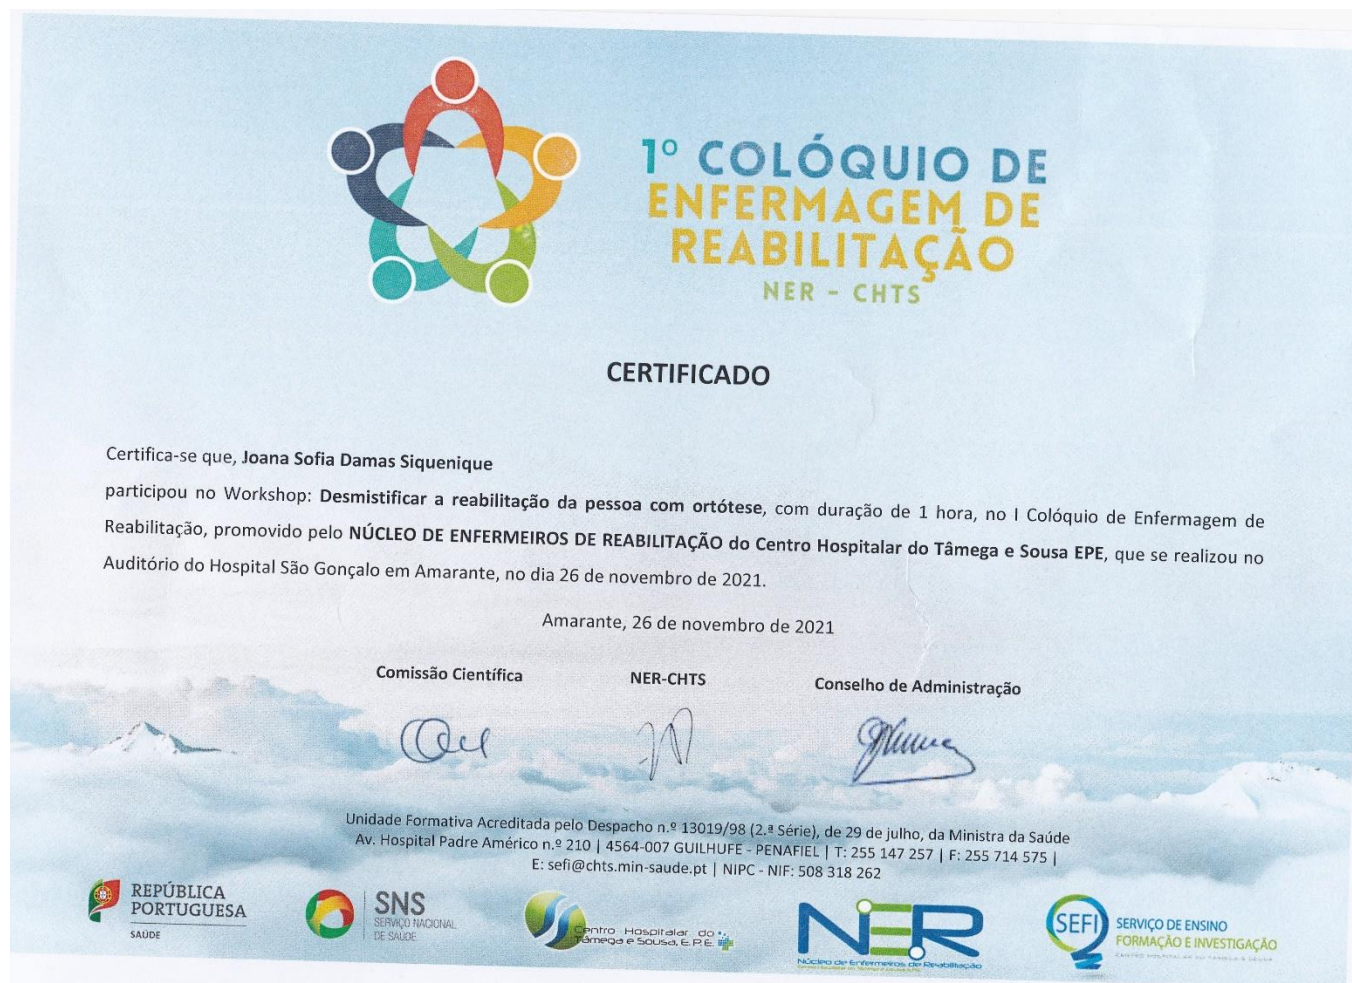 1º COLÓQUIO DE
ENFERMAGEM DE
REABILITAÇÃO
NER - CHTS
CERTIFICADO
Certifica-se que, Joana Sofia Damas Siquenique
participou no Workshop: Desmistificar a reabilitação da pessoa com ortótese, com duração de 1 hora, no I Colóquio de Enfermagem de
Reabilitação, promovido pelo NÚCLEO DE ENFERMEIROS DE REABILITAÇÃO do Centro Hospitalar do Tâmega e Sousa EPE, que se realizou no
Auditório do Hospital São Gonçalo em Amarante, no dia 26 de novembro de 2021.
Amarante, 26 de novembro de 2021
Comissão Científica
NER-CHTS
Conselho de Administração
Unidade Formativa Acreditada pelo Despacho n.º 13019/98 (2.ª Série), de 29 de julho, da Ministra da Saúde
Av. Hospital Padre Américo n.º 210 | 4564-007 GUILHUFE - PENAFIEL | T: 255 147 257 | F: 255 714 575 |
E: sefi@chts.min-saude.pt | NIPC - NIF: 508 318 262
REPÚBLICA
PORTUGUESA
SAÚDE
SNS
SERVIÇO NACIONAL
DE SAÚDE
Centro Hospitalar do
Tâmega e Sousa, E.P.E.
NER
Núcleo de Enfermeiros de Reabilitação
SEFI
SERVIÇO DE ENSINO
FORMAÇÃO E INVESTIGAÇÃO
CENTRO HOSPITALAR DO TÂMEGA E SOUSA